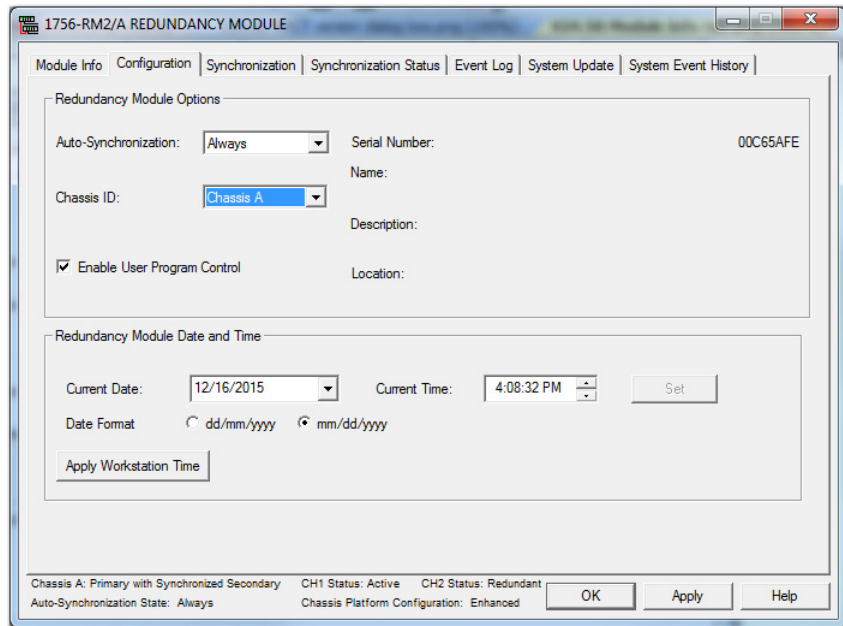 1756-RM2/A REDUNDANCY MODULE
Module Info Configuration Synchronization Synchronization Status Event Log System Update System Event History
Redundancy Module Options
Auto-Synchronization: Always Serial Number: 00C65AFE
Name:
Chassis ID: Chassis A
Description:
Enable User Program Control
Location:
Redundancy Module Date and Time
Current Date: 12/16/2015 Current Time: 4:08:32 PM Set
Date Format dd/mm/yyyy mm/dd/yyyy
Apply Workstation Time
Chassis A: Primary with Synchronized Secondary CH1 Status: Active CH2 Status: Redundant
Auto-Synchronization State: Always Chassis Platform Configuration: Enhanced
OK Apply Help